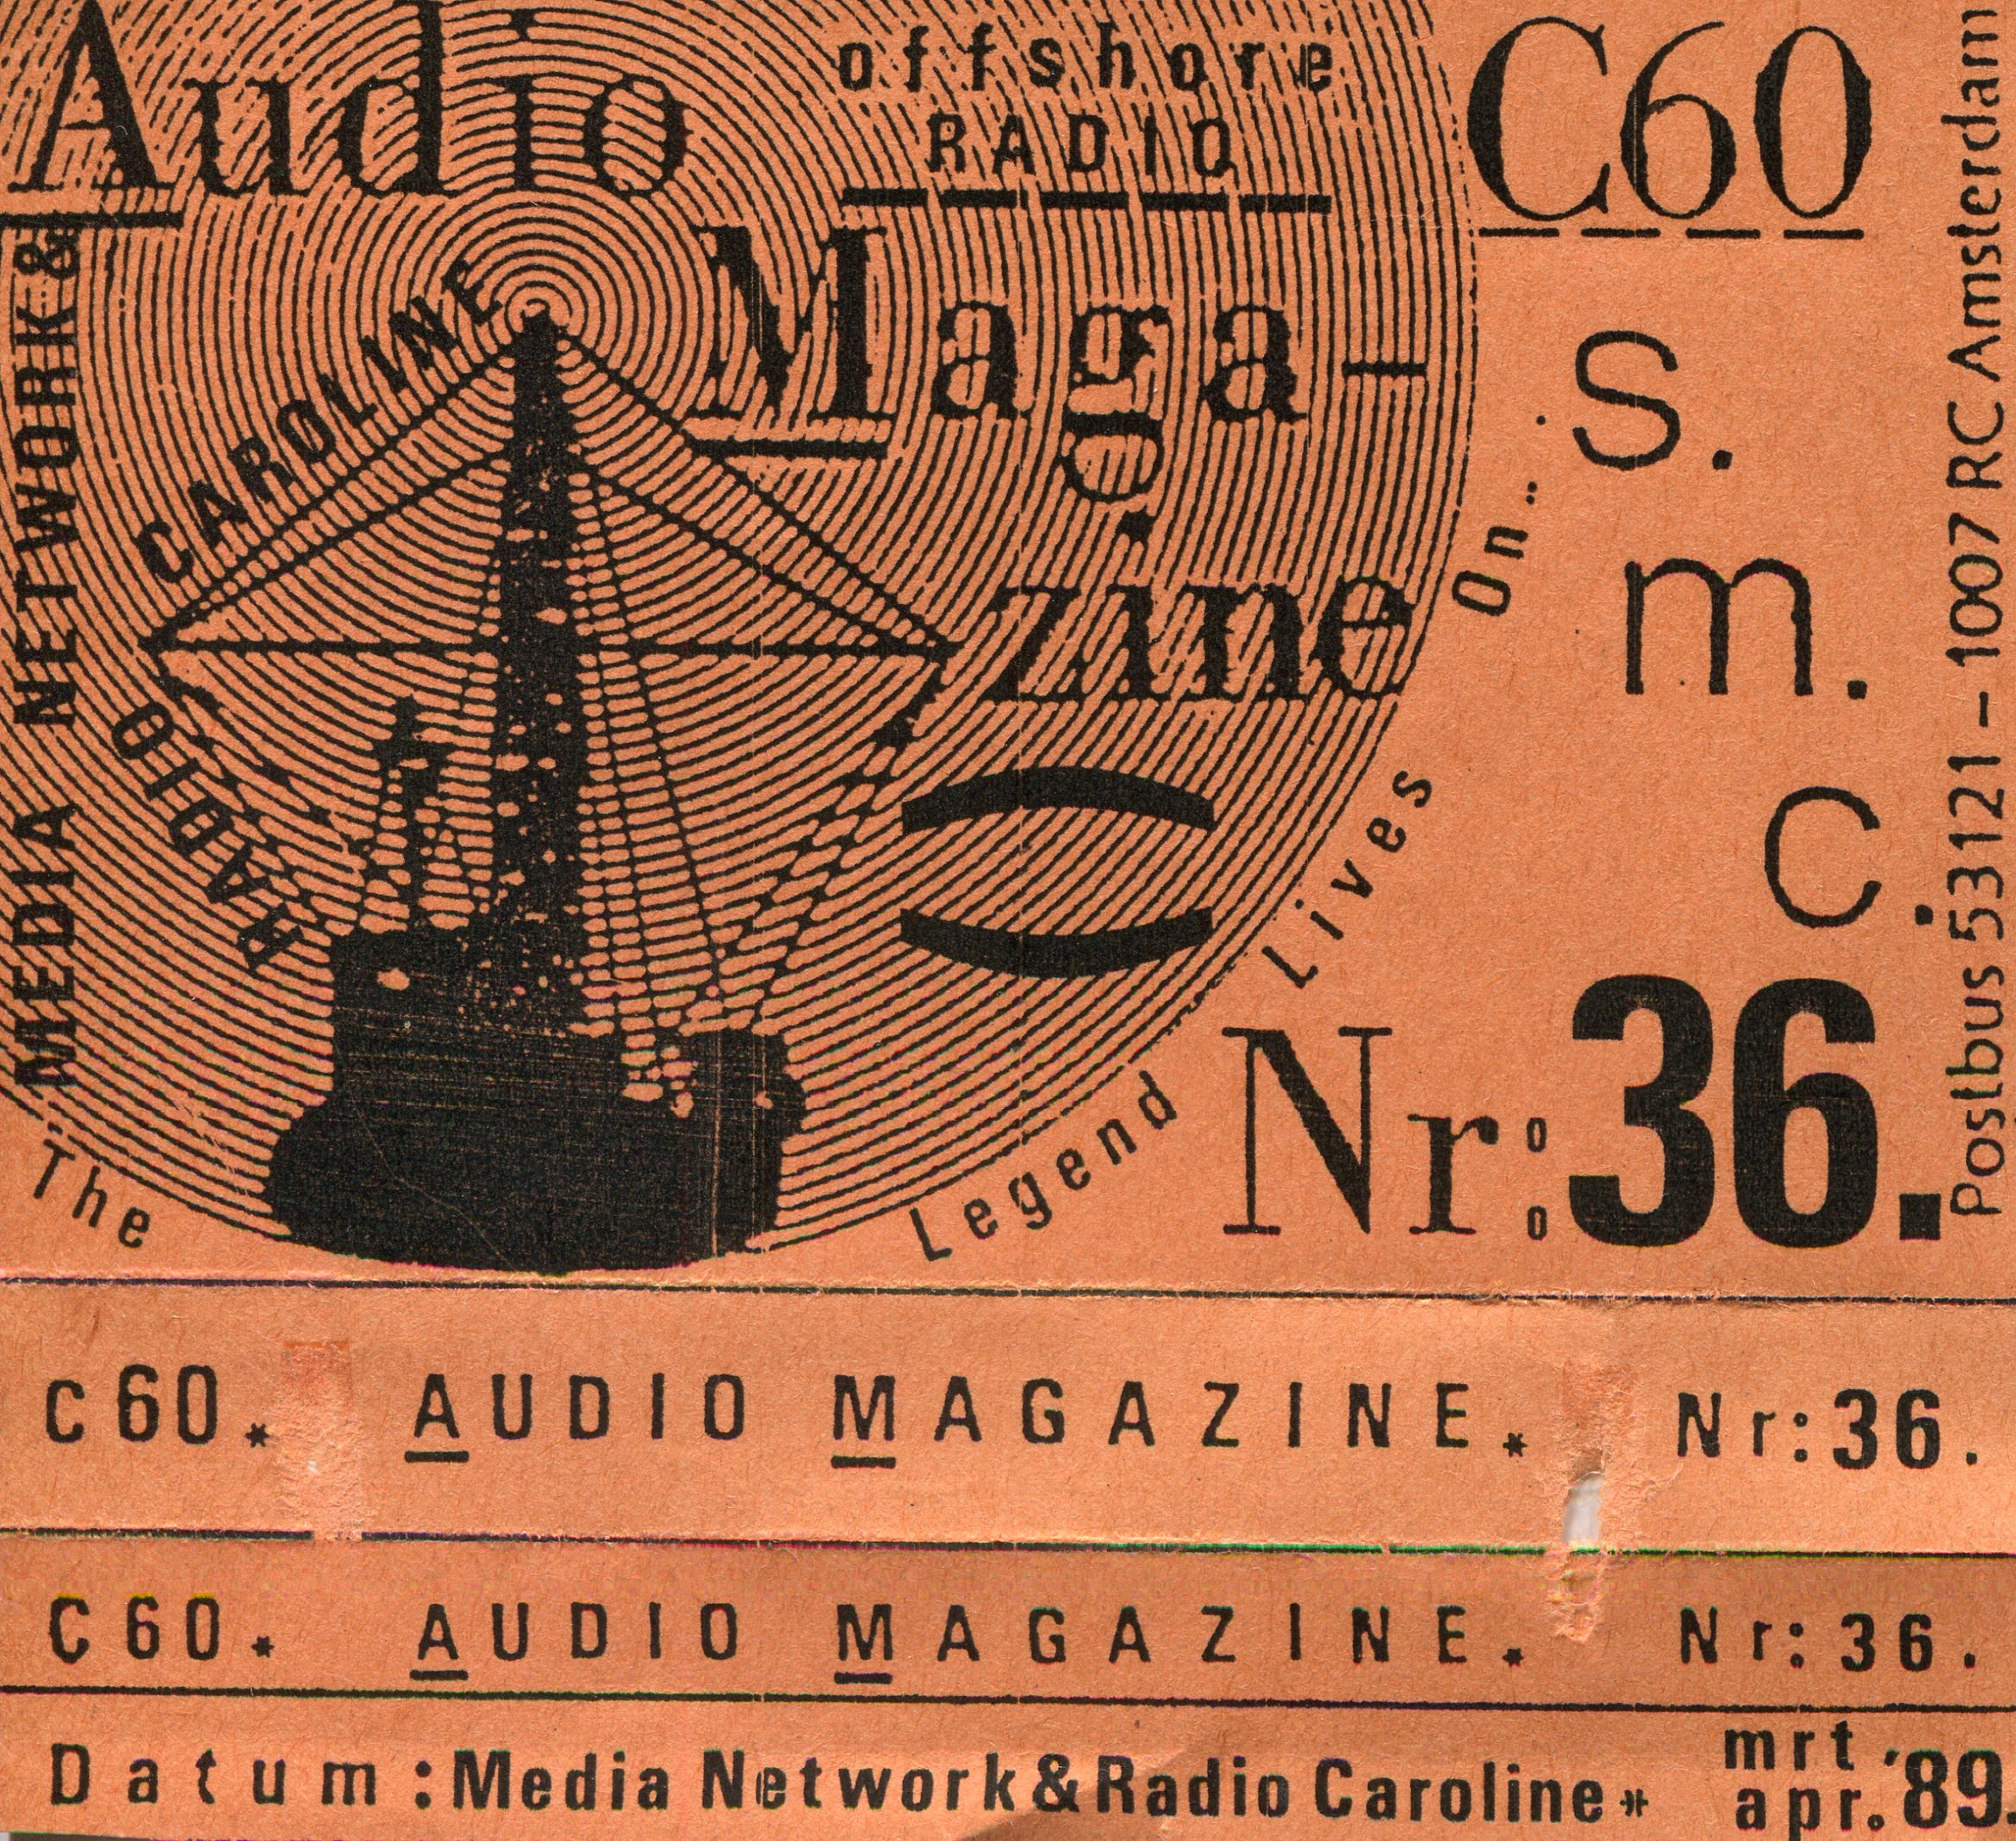 Audio
offshore
RADIO
Maga-
zine
C60
S.
m.
c.
Nr: 36.
Postbus 53121 - 1007 RC Amsterdam
MEDIA NETWORK &
RADIO CAROLINE
The Legend Lives On...
c60.* AUDIO MAGAZINE.* Nr: 36.
C60.* AUDIO MAGAZINE.* Nr: 36.
Datum: Media Network & Radio Caroline* mrt apr. '89